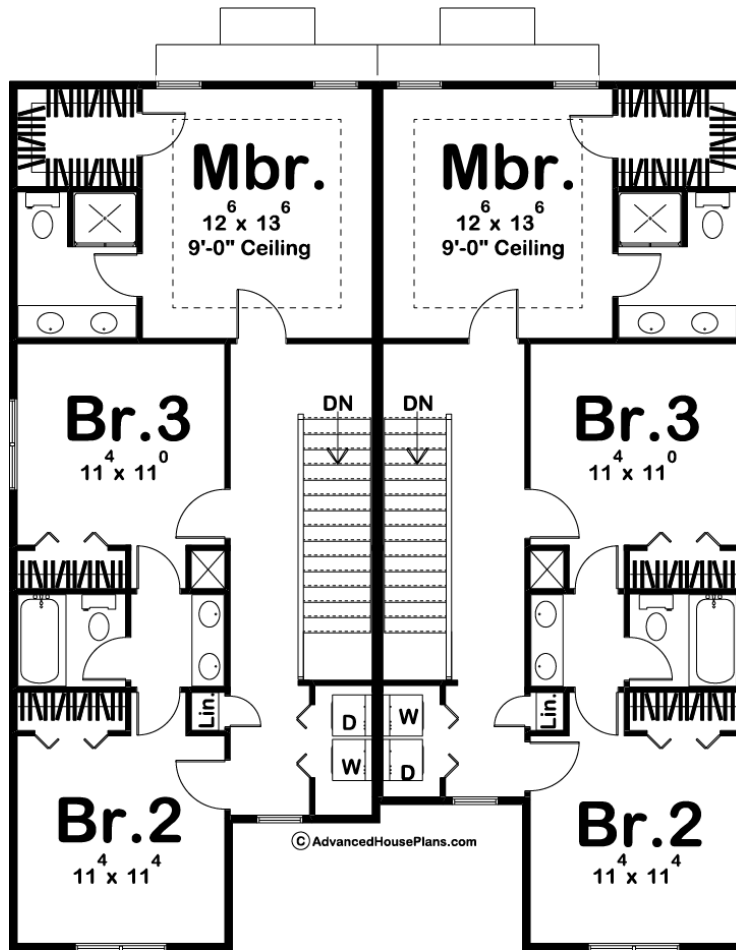 Mbr.
12⁶ x 13⁶
9'-0" Ceiling
Mbr.
12⁶ x 13⁶
9'-0" Ceiling
DN
DN
Br.3
11⁴ x 11⁰
Br.3
11⁴ x 11⁰
Lin.
D
W
W
D
Lin.
Br.2
11⁴ x 11⁴
Br.2
11⁴ x 11⁴
© AdvancedHousePlans.com